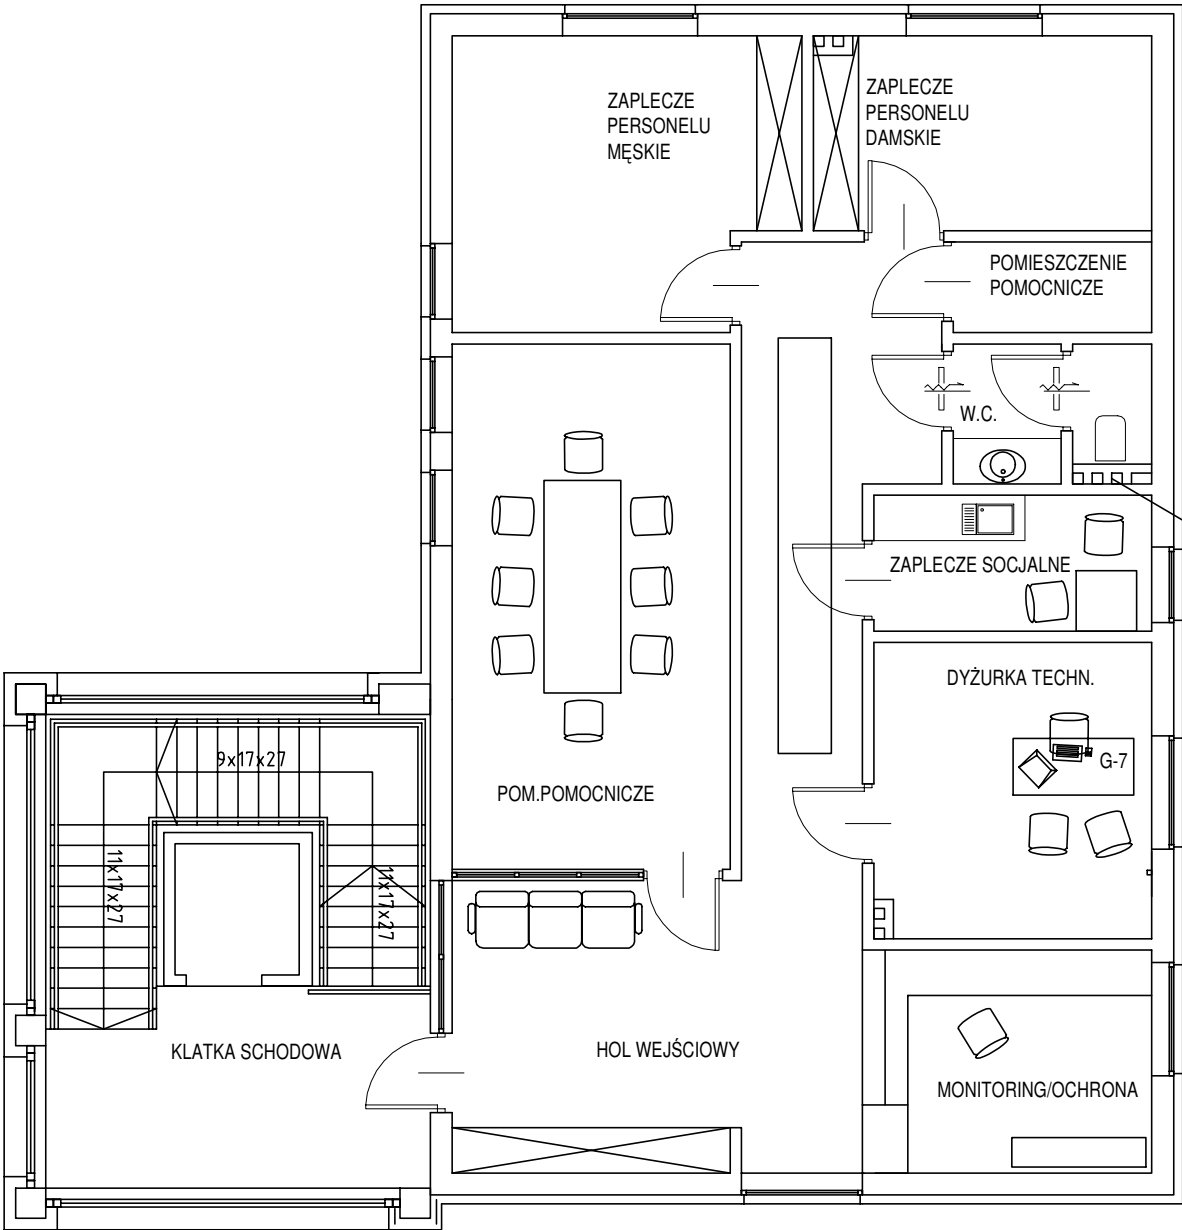 ZAPLECZE
PERSONELU
MĘSKIE
ZAPLECZE
PERSONELU
DAMSKIE
POMIESZCZENIE
POMOCNICZE
W.C.
ZAPLECZE SOCJALNE
DYŻURKA TECHN.
G-7
9x17x27
POM.POMOCNICZE
11x17x27
11x17x27
KLATKA SCHODOWA
HOL WEJŚCIOWY
MONITORING/OCHRONA